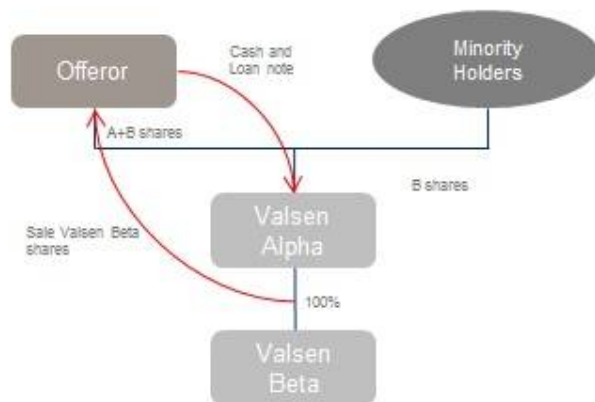 Offeror
Cash and
Loan note
Minority
Holders
A+B shares
B shares
Valsen
Alpha
Sale Valsen Beta
shares
100%
Valsen
Beta